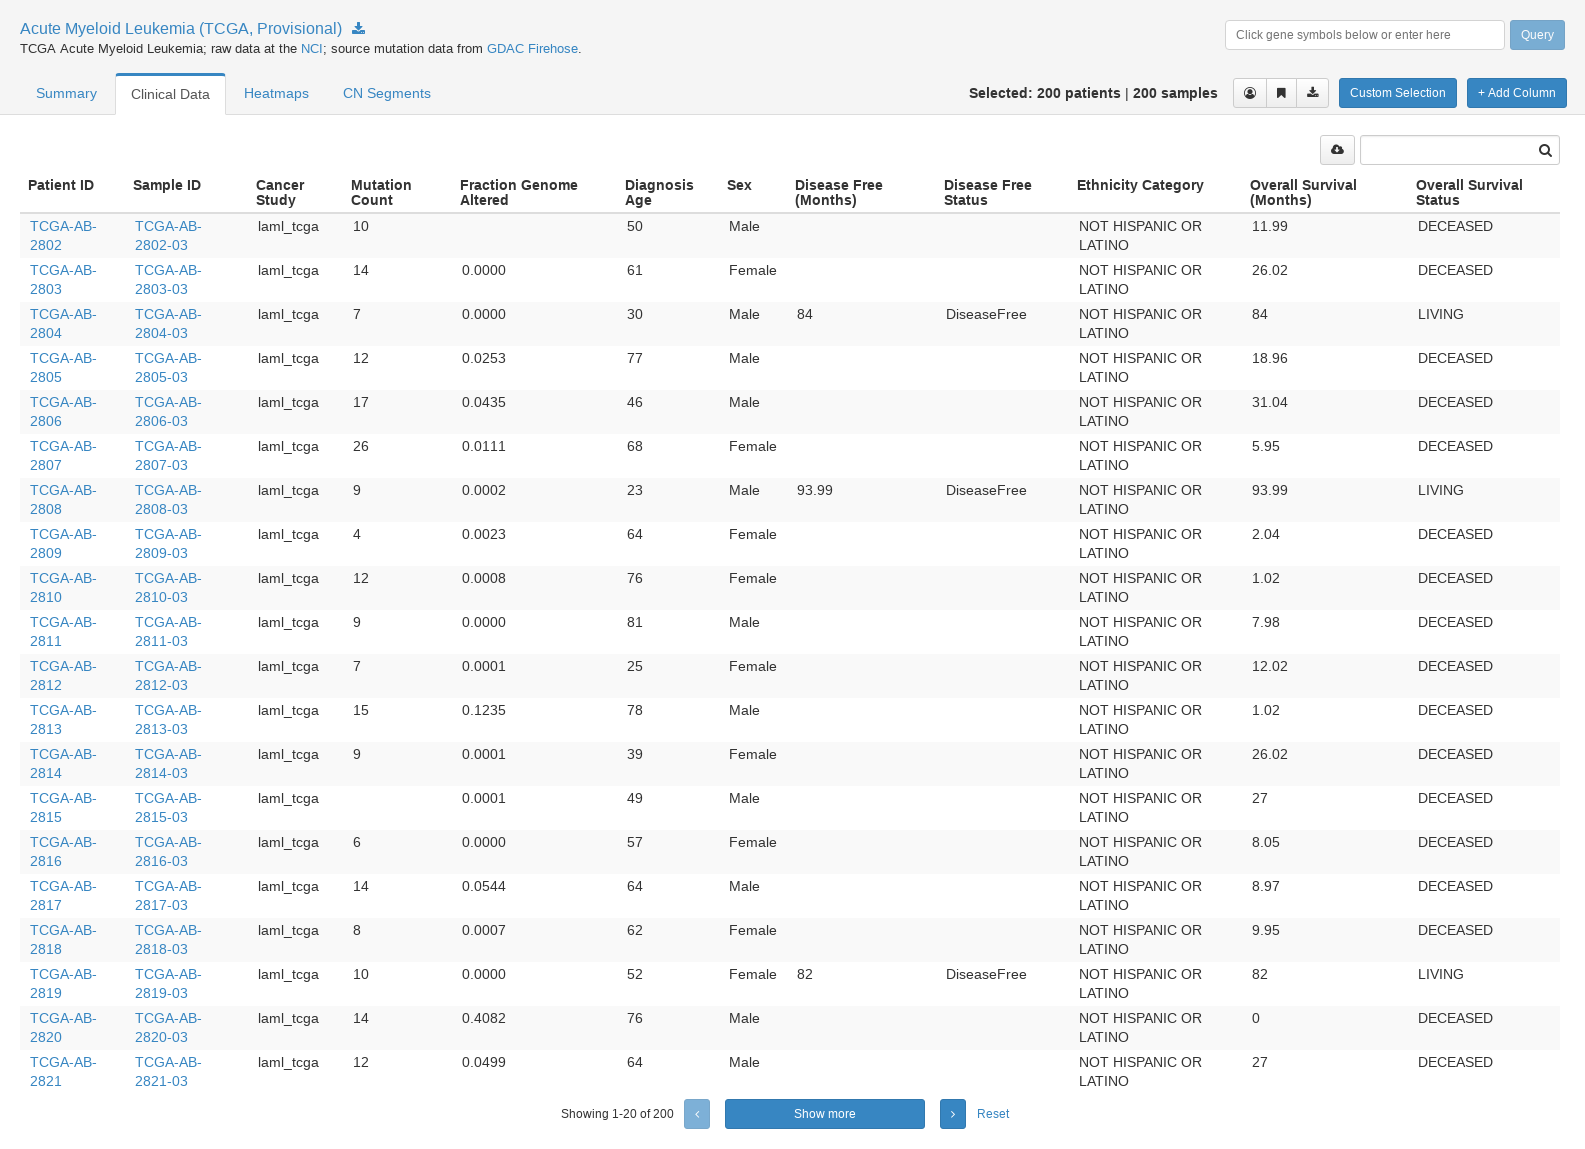 Acute Myeloid Leukemia (TCGA, Provisional)
TCGA Acute Myeloid Leukemia; raw data at the NCI; source mutation data from GDAC Firehose.
Click gene symbols below or enter here
Query
Summary
Clinical Data
Heatmaps
CN Segments
Selected: 200 patients | 200 samples
Custom Selection
+ Add Column
Patient ID Sample ID Cancer Mutation Fraction Genome Diagnosis Sex Disease Free Disease Free Ethnicity Category Overall Survival Overall Survival
Study Count Altered Age (Months) Status (Months) Status
TCGA-AB- TCGA-AB- laml_tcga 10 50 Male NOT HISPANIC OR 11.99 DECEASED
2802 2802-03 LATINO
TCGA-AB- TCGA-AB- laml_tcga 14 0.0000 61 Female NOT HISPANIC OR 26.02 DECEASED
2803 2803-03 LATINO
TCGA-AB- TCGA-AB- laml_tcga 7 0.0000 30 Male 84 DiseaseFree NOT HISPANIC OR 84 LIVING
2804 2804-03 LATINO
TCGA-AB- TCGA-AB- laml_tcga 12 0.0253 77 Male NOT HISPANIC OR 18.96 DECEASED
2805 2805-03 LATINO
TCGA-AB- TCGA-AB- laml_tcga 17 0.0435 46 Male NOT HISPANIC OR 31.04 DECEASED
2806 2806-03 LATINO
TCGA-AB- TCGA-AB- laml_tcga 26 0.0111 68 Female NOT HISPANIC OR 5.95 DECEASED
2807 2807-03 LATINO
TCGA-AB- TCGA-AB- laml_tcga 9 0.0002 23 Male 93.99 DiseaseFree NOT HISPANIC OR 93.99 LIVING
2808 2808-03 LATINO
TCGA-AB- TCGA-AB- laml_tcga 4 0.0023 64 Female NOT HISPANIC OR 2.04 DECEASED
2809 2809-03 LATINO
TCGA-AB- TCGA-AB- laml_tcga 12 0.0008 76 Female NOT HISPANIC OR 1.02 DECEASED
2810 2810-03 LATINO
TCGA-AB- TCGA-AB- laml_tcga 9 0.0000 81 Male NOT HISPANIC OR 7.98 DECEASED
2811 2811-03 LATINO
TCGA-AB- TCGA-AB- laml_tcga 7 0.0001 25 Female NOT HISPANIC OR 12.02 DECEASED
2812 2812-03 LATINO
TCGA-AB- TCGA-AB- laml_tcga 15 0.1235 78 Male NOT HISPANIC OR 1.02 DECEASED
2813 2813-03 LATINO
TCGA-AB- TCGA-AB- laml_tcga 9 0.0001 39 Female NOT HISPANIC OR 26.02 DECEASED
2814 2814-03 LATINO
TCGA-AB- TCGA-AB- laml_tcga 0.0001 49 Male NOT HISPANIC OR 27 DECEASED
2815 2815-03 LATINO
TCGA-AB- TCGA-AB- laml_tcga 6 0.0000 57 Female NOT HISPANIC OR 8.05 DECEASED
2816 2816-03 LATINO
TCGA-AB- TCGA-AB- laml_tcga 14 0.0544 64 Male NOT HISPANIC OR 8.97 DECEASED
2817 2817-03 LATINO
TCGA-AB- TCGA-AB- laml_tcga 8 0.0007 62 Female NOT HISPANIC OR 9.95 DECEASED
2818 2818-03 LATINO
TCGA-AB- TCGA-AB- laml_tcga 10 0.0000 52 Female 82 DiseaseFree NOT HISPANIC OR 82 LIVING
2819 2819-03 LATINO
TCGA-AB- TCGA-AB- laml_tcga 14 0.4082 76 Male NOT HISPANIC OR 0 DECEASED
2820 2820-03 LATINO
TCGA-AB- TCGA-AB- laml_tcga 12 0.0499 64 Male NOT HISPANIC OR 27 DECEASED
2821 2821-03 LATINO
Showing 1-20 of 200
Show more
Reset